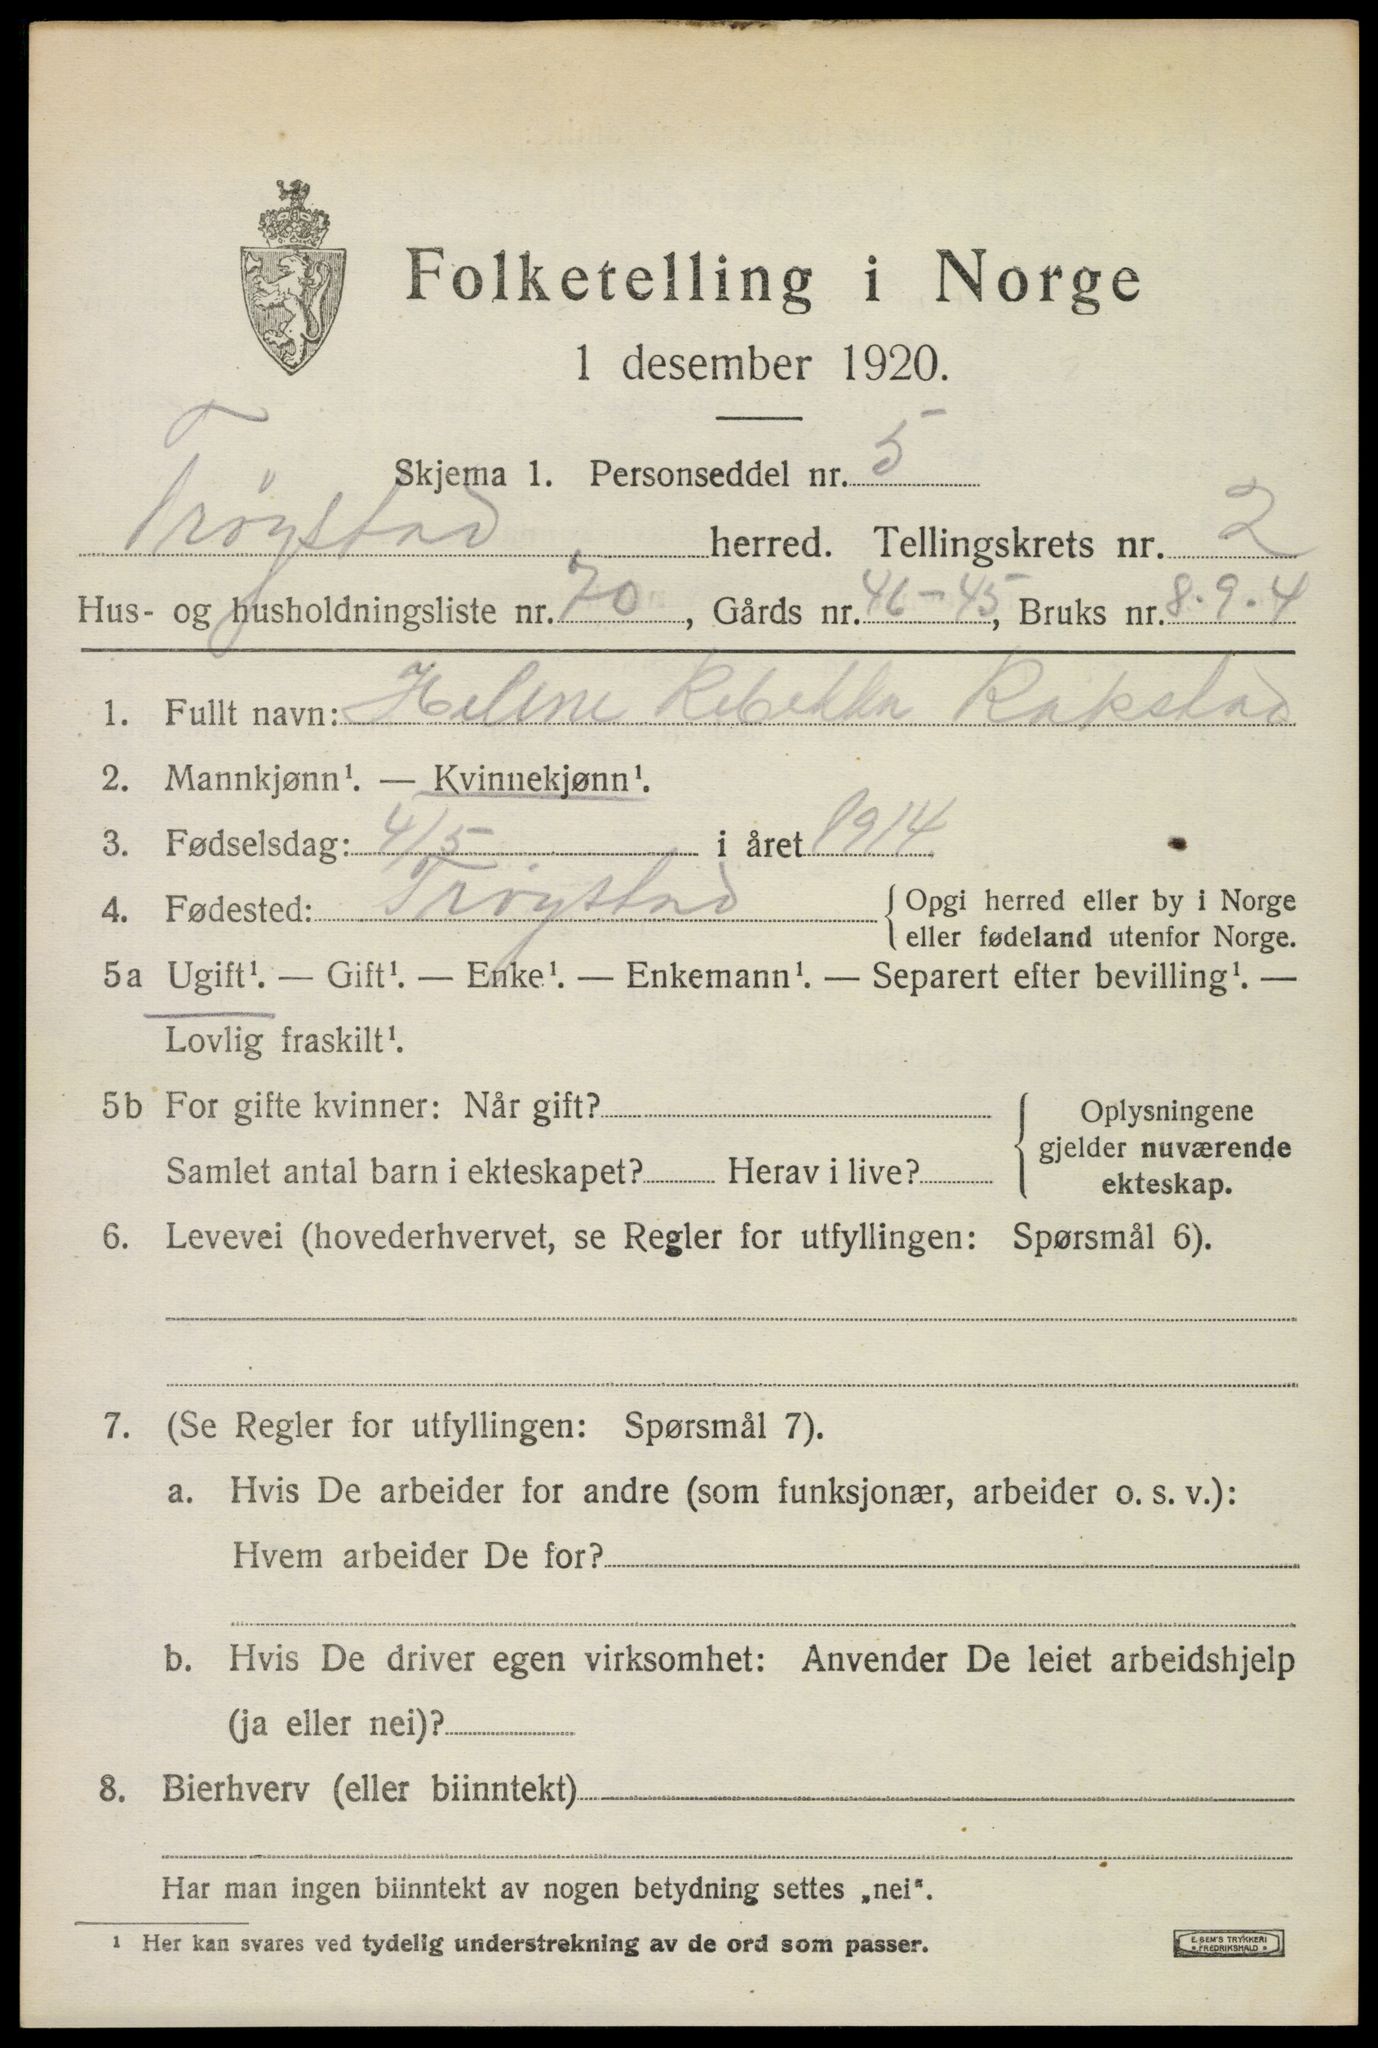 Folketelling i Norge
1 desember 1920.
Skjema 1. Personseddel nr. 5
Trøystad herred. Tellingskrets nr. 2
Hus- og husholdningsliste nr. 70, Gårds nr. 46-45, Bruks nr. 8.9.4
1. Fullt navn: Helene Rebekka Rakstad
2. Mannkjønn¹. — Kvinnekjønn¹.
3. Fødselsdag: 4/5 i året 1914
4. Fødested: Trøystad {Opgi herred eller by i Norge
eller fødeland utenfor Norge.
5a Ugift¹. — Gift¹. — Enke¹. — Enkemann¹. — Separert efter bevilling¹. —
Lovlig fraskilt¹.
5b For gifte kvinner: Når gift? Oplysningene
gjelder nuværende
Samlet antal barn i ekteskapet? Herav i live? ekteskap.
6. Levevei (hovederhvervet, se Regler for utfyllingen: Spørsmål 6).
7. (Se Regler for utfyllingen: Spørsmål 7).
a. Hvis De arbeider for andre (som funksjonær, arbeider o. s. v.):
Hvem arbeider De for?
b. Hvis De driver egen virksomhet: Anvender De leiet arbeidshjelp
(ja eller nei)?
8. Bierhverv (eller biinntekt)
Har man ingen biinntekt av nogen betydning settes „nei".
¹ Her kan svares ved tydelig understrekning av de ord som passer.
E. SEM'S TRYKKERI
• FREDRIKSHALD •